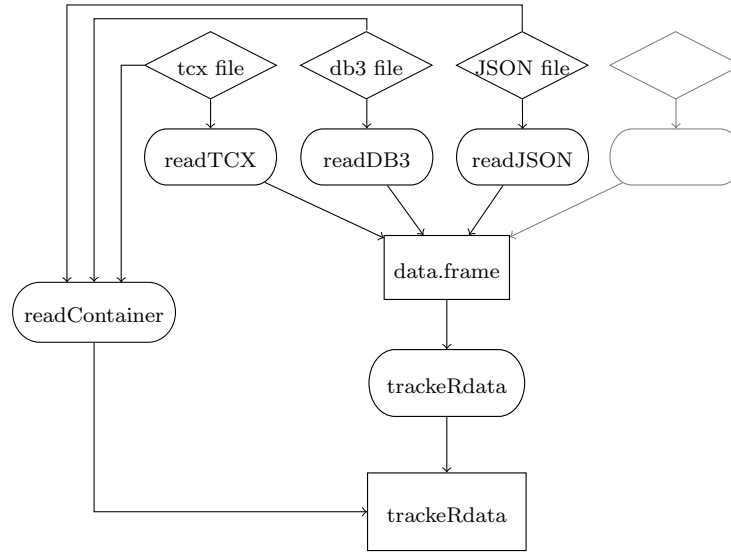 tcx file
db3 file
JSON file
readTCX
readDB3
readJSON
data.frame
readContainer
trackeRdata
trackeRdata